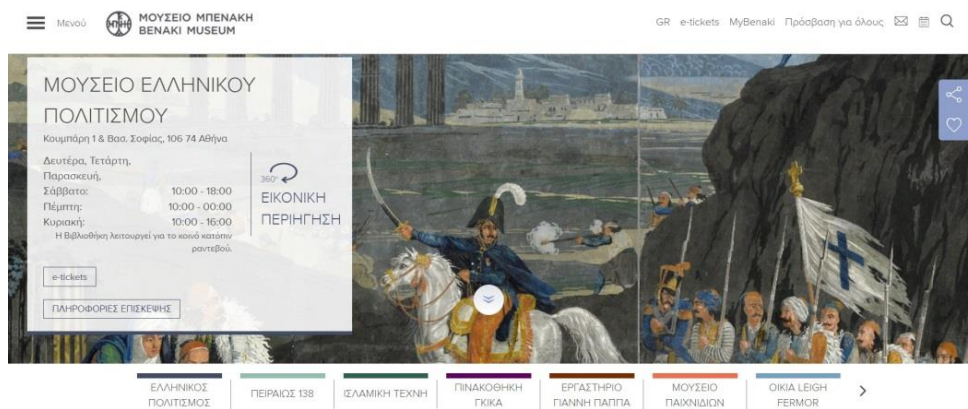 Μενού
ΜΟΥΣΕΙΟ ΜΠΕΝΑΚΗ
BENAKI MUSEUM
GR e-tickets MyBenaki Πρόσβαση για όλους
ΜΟΥΣΕΙΟ ΕΛΛΗΝΙΚΟΥ
ΠΟΛΙΤΙΣΜΟΥ
Κουμπάρη 1 & Βασ. Σοφίας, 106 74 Αθήνα
Δευτέρα, Τετάρτη,
Παρασκευή,
Σάββατο: 10:00 - 18:00
Πέμπτη: 10:00 - 00:00
Κυριακή: 10:00 - 16:00
Η Βιβλιοθήκη λειτουργεί για το κοινό κατόπιν
ραντεβού.
360°
ΕΙΚΟΝΙΚΗ
ΠΕΡΙΗΓΗΣΗ
e-tickets
ΠΛΗΡΟΦΟΡΙΕΣ ΕΠΙΣΚΕΨΗΣ
ΕΛΛΗΝΙΚΟΣ
ΠΟΛΙΤΙΣΜΟΣ
ΠΕΙΡΑΙΩΣ 138
ΙΣΛΑΜΙΚΗ ΤΕΧΝΗ
ΠΙΝΑΚΟΘΗΚΗ
ΓΚΙΚΑ
ΕΡΓΑΣΤΗΡΙΟ
ΓΙΑΝΝΗ ΠΑΠΠΑ
ΜΟΥΣΕΙΟ
ΠΑΙΧΝΙΔΙΩΝ
ΟΙΚΙΑ LEIGH
FERMOR